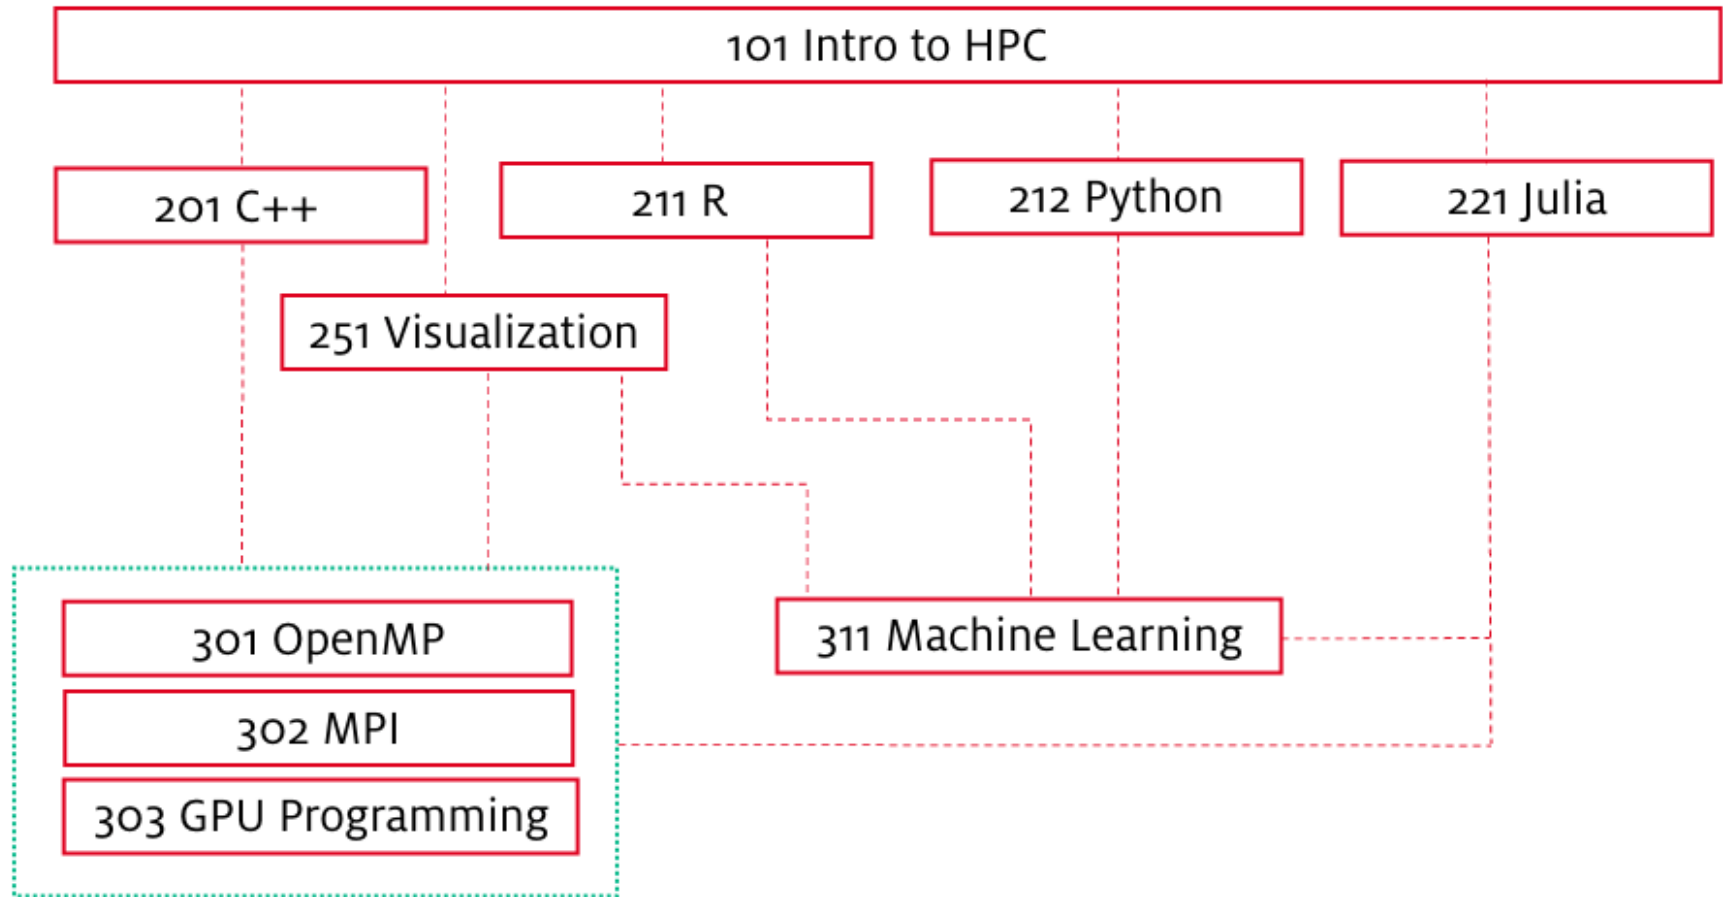 101 Intro to HPC
201 C++
211 R
212 Python
221 Julia
251 Visualization
301 OpenMP
311 Machine Learning
302 MPI
303 GPU Programming